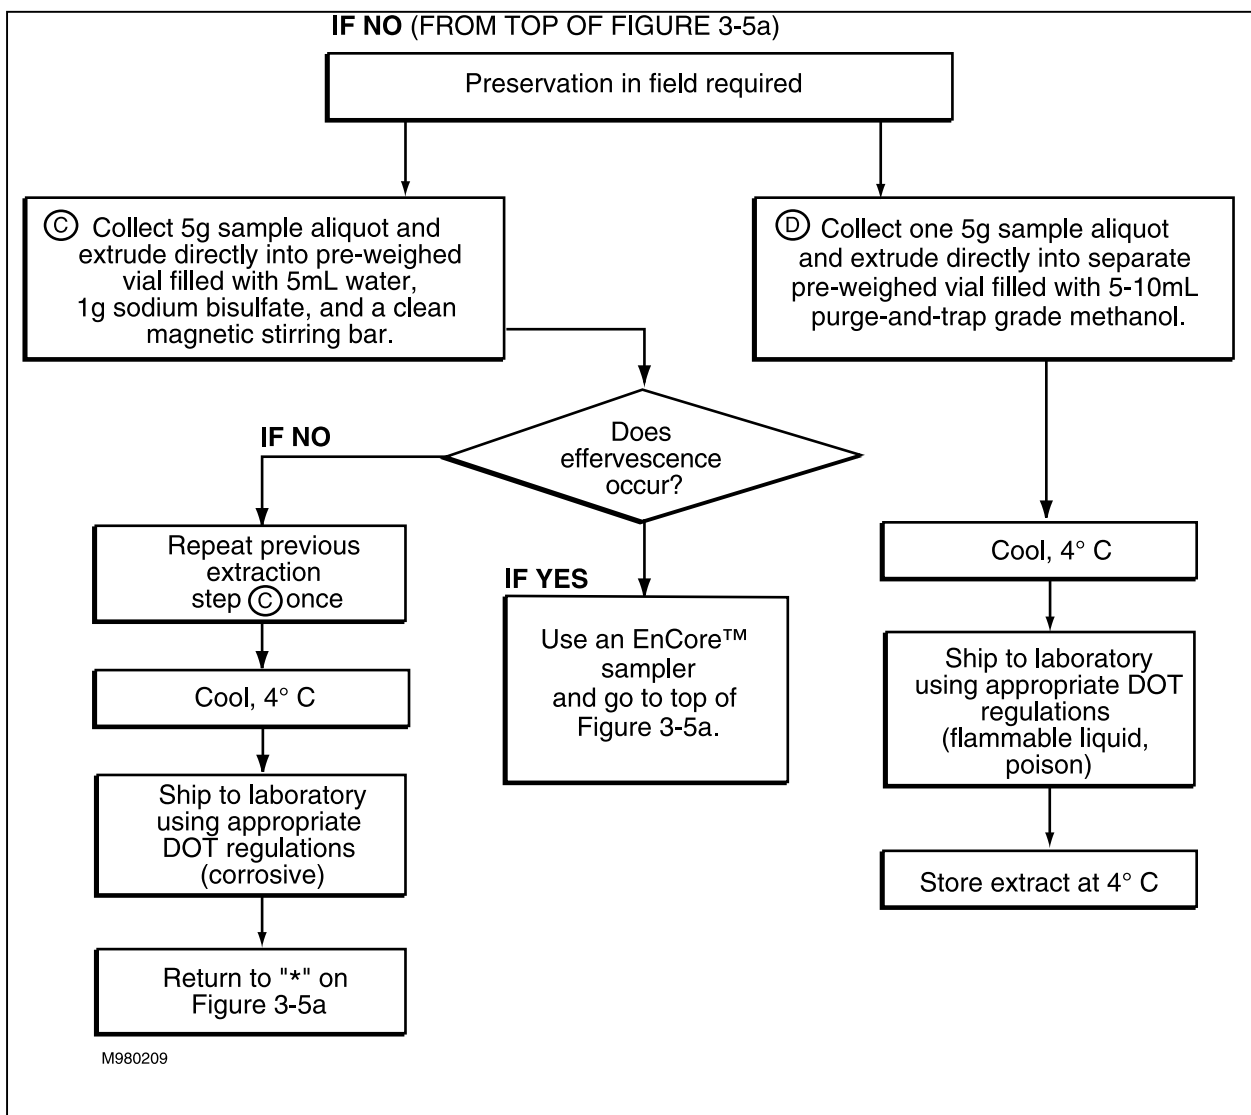 IF NO (FROM TOP OF FIGURE 3-5a)
Preservation in field required
Ⓒ Collect 5g sample aliquot and
extrude directly into pre-weighed
vial filled with 5mL water,
1g sodium bisulfate, and a clean
magnetic stirring bar.
Ⓓ Collect one 5g sample aliquot
and extrude directly into separate
pre-weighed vial filled with 5-10mL
purge-and-trap grade methanol.
Does
effervescence
occur?
IF NO
Repeat previous
extraction
step Ⓒ once
Cool, 4° C
Ship to laboratory
using appropriate
DOT regulations
(corrosive)
Return to "*" on
Figure 3-5a
IF YES
Use an EnCore™
sampler
and go to top of
Figure 3-5a.
Cool, 4° C
Ship to laboratory
using appropriate DOT
regulations
(flammable liquid,
poison)
Store extract at 4° C
M980209